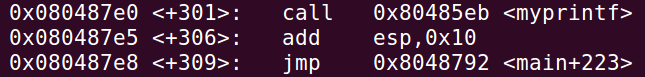 0x080487e0 <+301>: call 0x80485eb <myprintf>
0x080487e5 <+306>: add esp,0x10
0x080487e8 <+309>: jmp 0x8048792 <main+223>